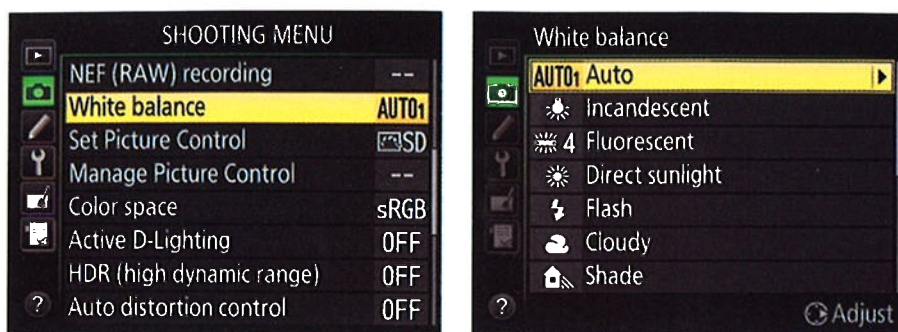 SHOOTING MENU
NEF (RAW) recording --
White balance AUTO1
Set Picture Control SD
Manage Picture Control --
Color space sRGB
Active D-Lighting OFF
HDR (high dynamic range) OFF
Auto distortion control OFF
?
White balance
AUTO1 Auto
Incandescent
4 Fluorescent
Direct sunlight
Flash
Cloudy
Shade
?
Adjust